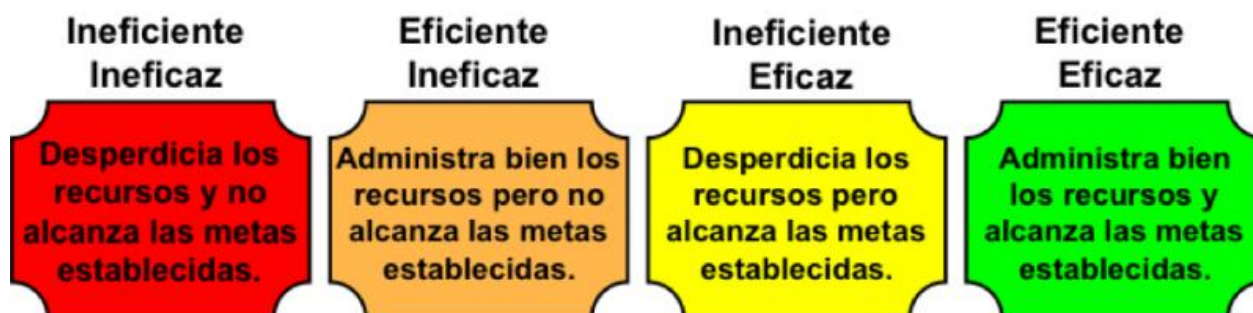 Ineficiente
Ineficaz
Desperdicia los
recursos y no
alcanza las metas
establecidas.
Eficiente
Ineficaz
Administra bien los
recursos pero no
alcanza las metas
establecidas.
Ineficiente
Eficaz
Desperdicia los
recursos pero
alcanza las metas
establecidas.
Eficiente
Eficaz
Administra bien
los recursos y
alcanza las metas
establecidas.